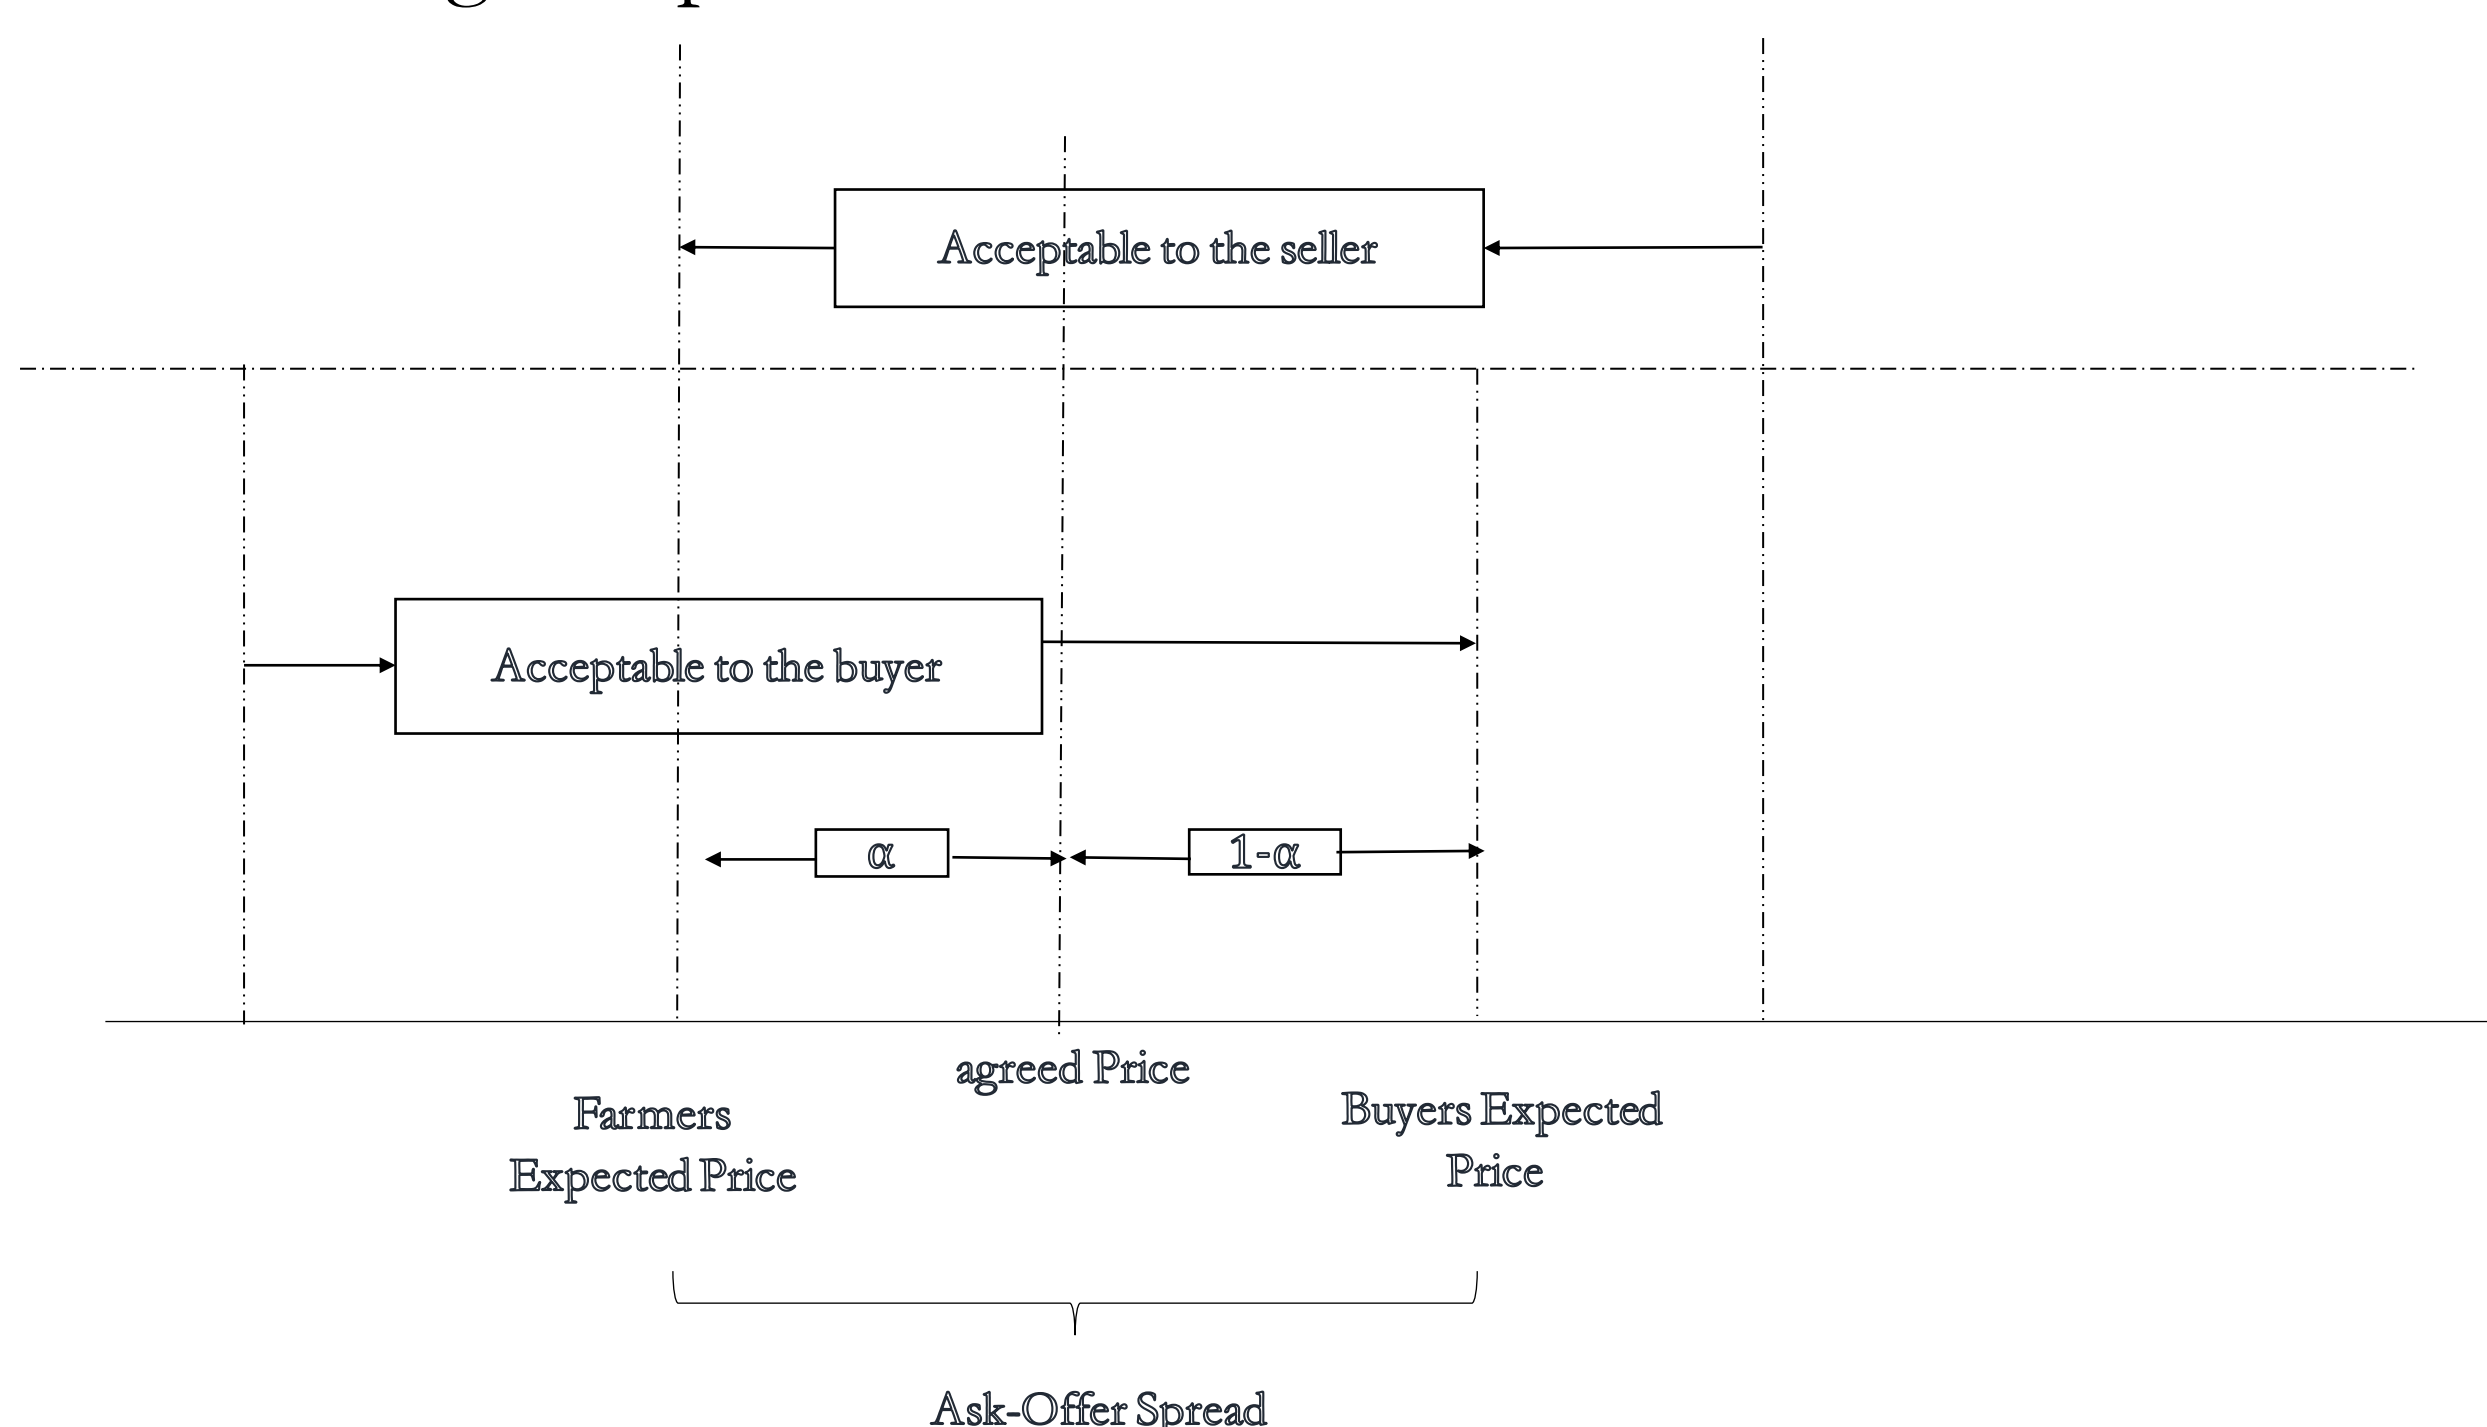 Acceptable to the seller
Acceptable to the buyer
α
1-α
agreed Price
Farmers
Expected Price
Buyers Expected
Price
Ask-Offer Spread